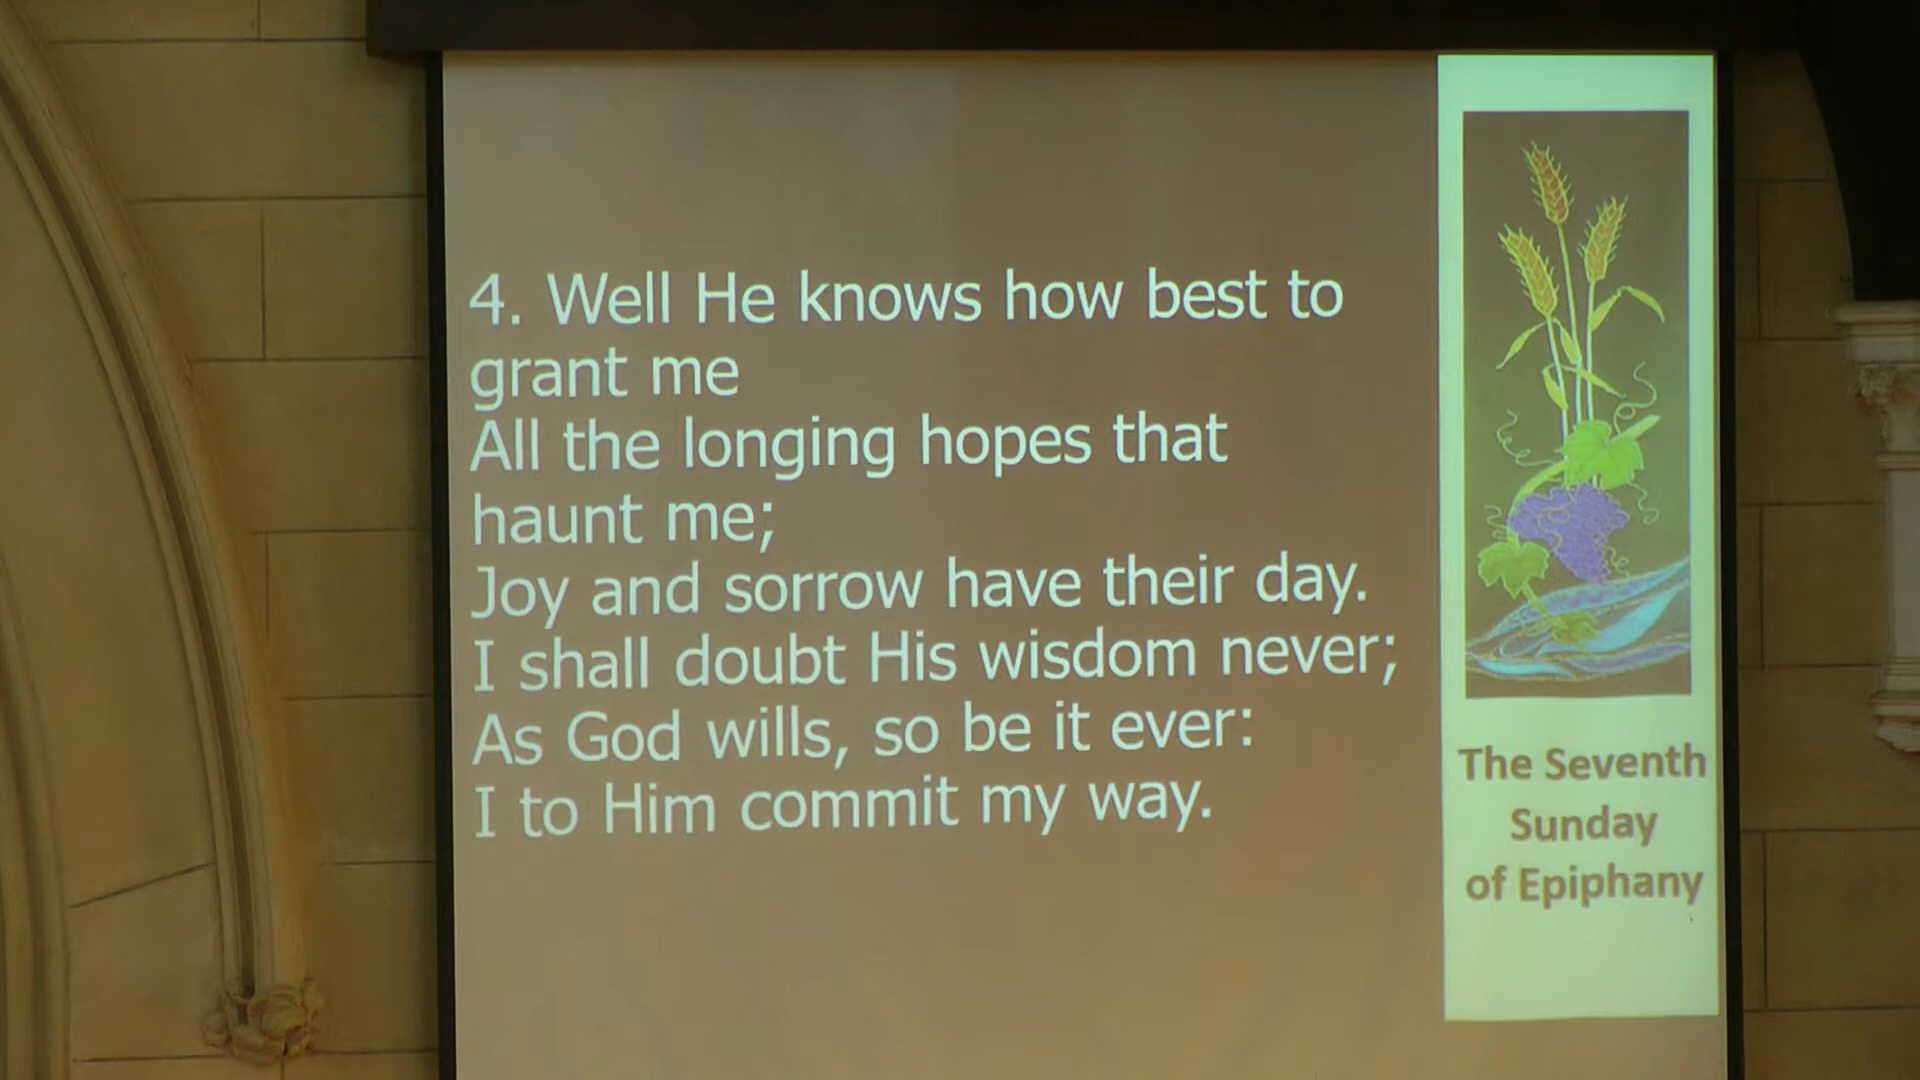 4. Well He knows how best to
grant me
All the longing hopes that
haunt me;
Joy and sorrow have their day.
I shall doubt His wisdom never;
As God wills, so be it ever:
I to Him commit my way.
The Seventh
Sunday
of Epiphany